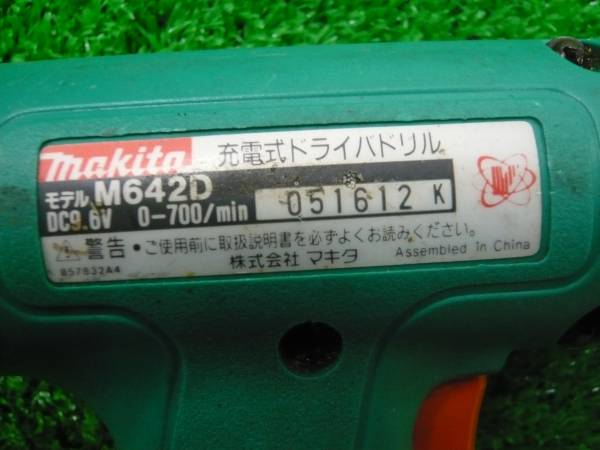 makita 充電式ドライバドリル
モデル M642D
DC9.6V 0-700/min 051612 K
⚠ 警告 ・ご使用前に取扱説明書を必ずよくお読みください。
857832A4 株式会社 マキタ Assembled in China